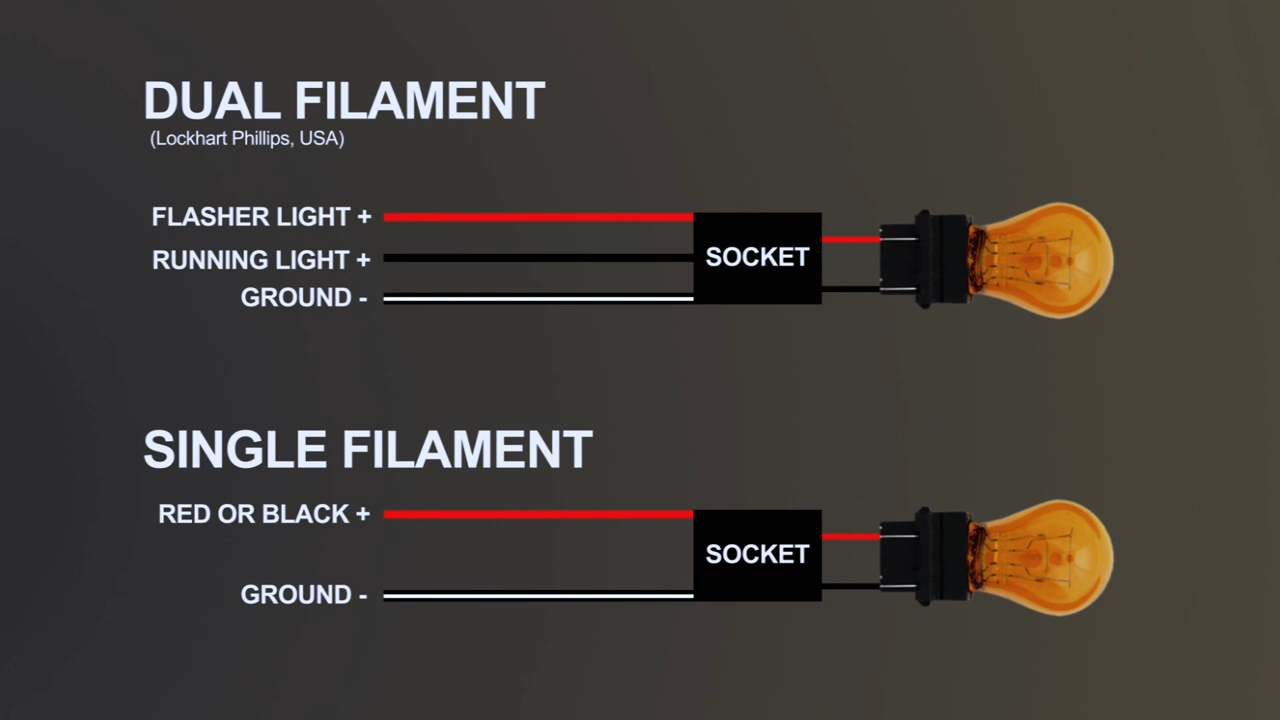 DUAL FILAMENT
(Lockhart Phillips, USA)
FLASHER LIGHT +
RUNNING LIGHT +
GROUND -
SOCKET
SINGLE FILAMENT
RED OR BLACK +
GROUND -
SOCKET